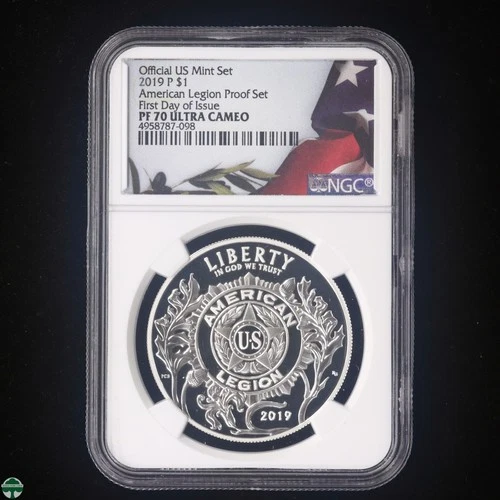 Official US Mint Set
2019 P $1
American Legion Proof Set
First Day of Issue
PF 70 ULTRA CAMEO
4958787-098
NGC®
LIBERTY
IN GOD WE TRUST
AMERICAN
U·S
LEGION
2019